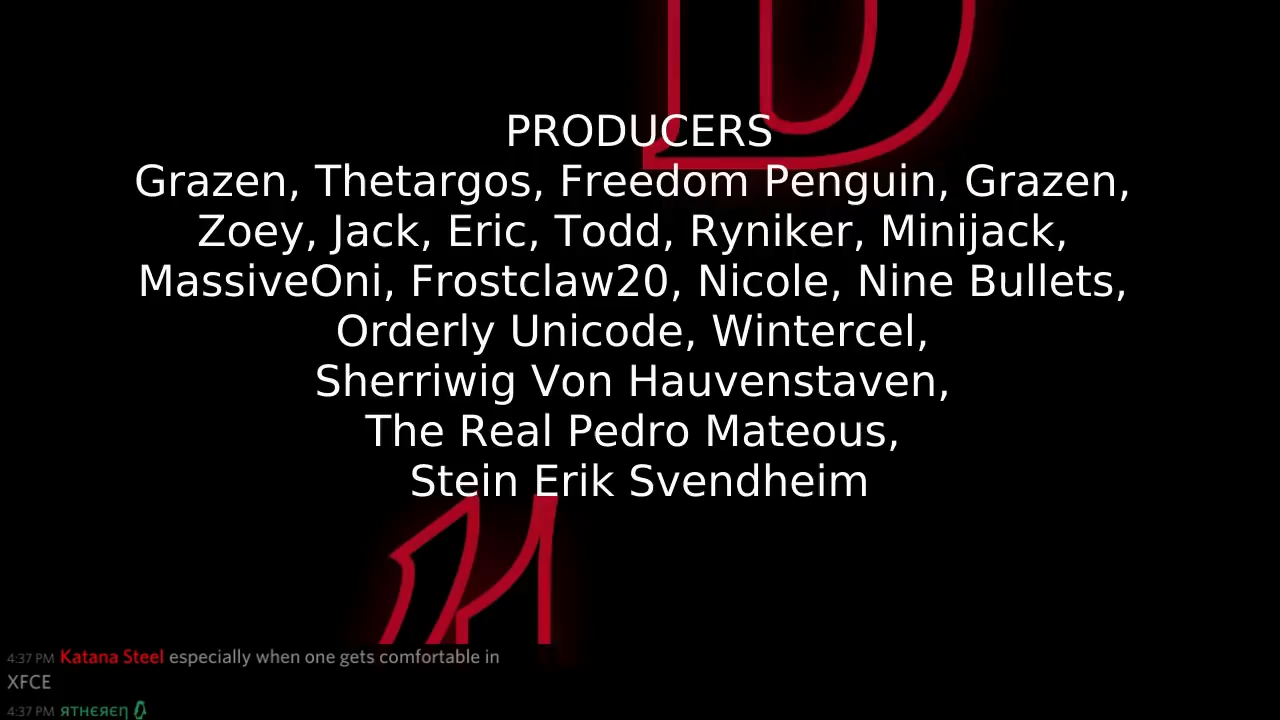 PRODUCERS
Grazen, Thetargos, Freedom Penguin, Grazen,
Zoey, Jack, Eric, Todd, Ryniker, Minijack,
MassiveOni, Frostclaw20, Nicole, Nine Bullets,
Orderly Unicode, Wintercel,
Sherriwig Von Hauvenstaven,
The Real Pedro Mateous,
Stein Erik Svendheim
4:37 PM Katana Steel especially when one gets comfortable in
XFCE
4:37 PM ЯTHЄЯЄη